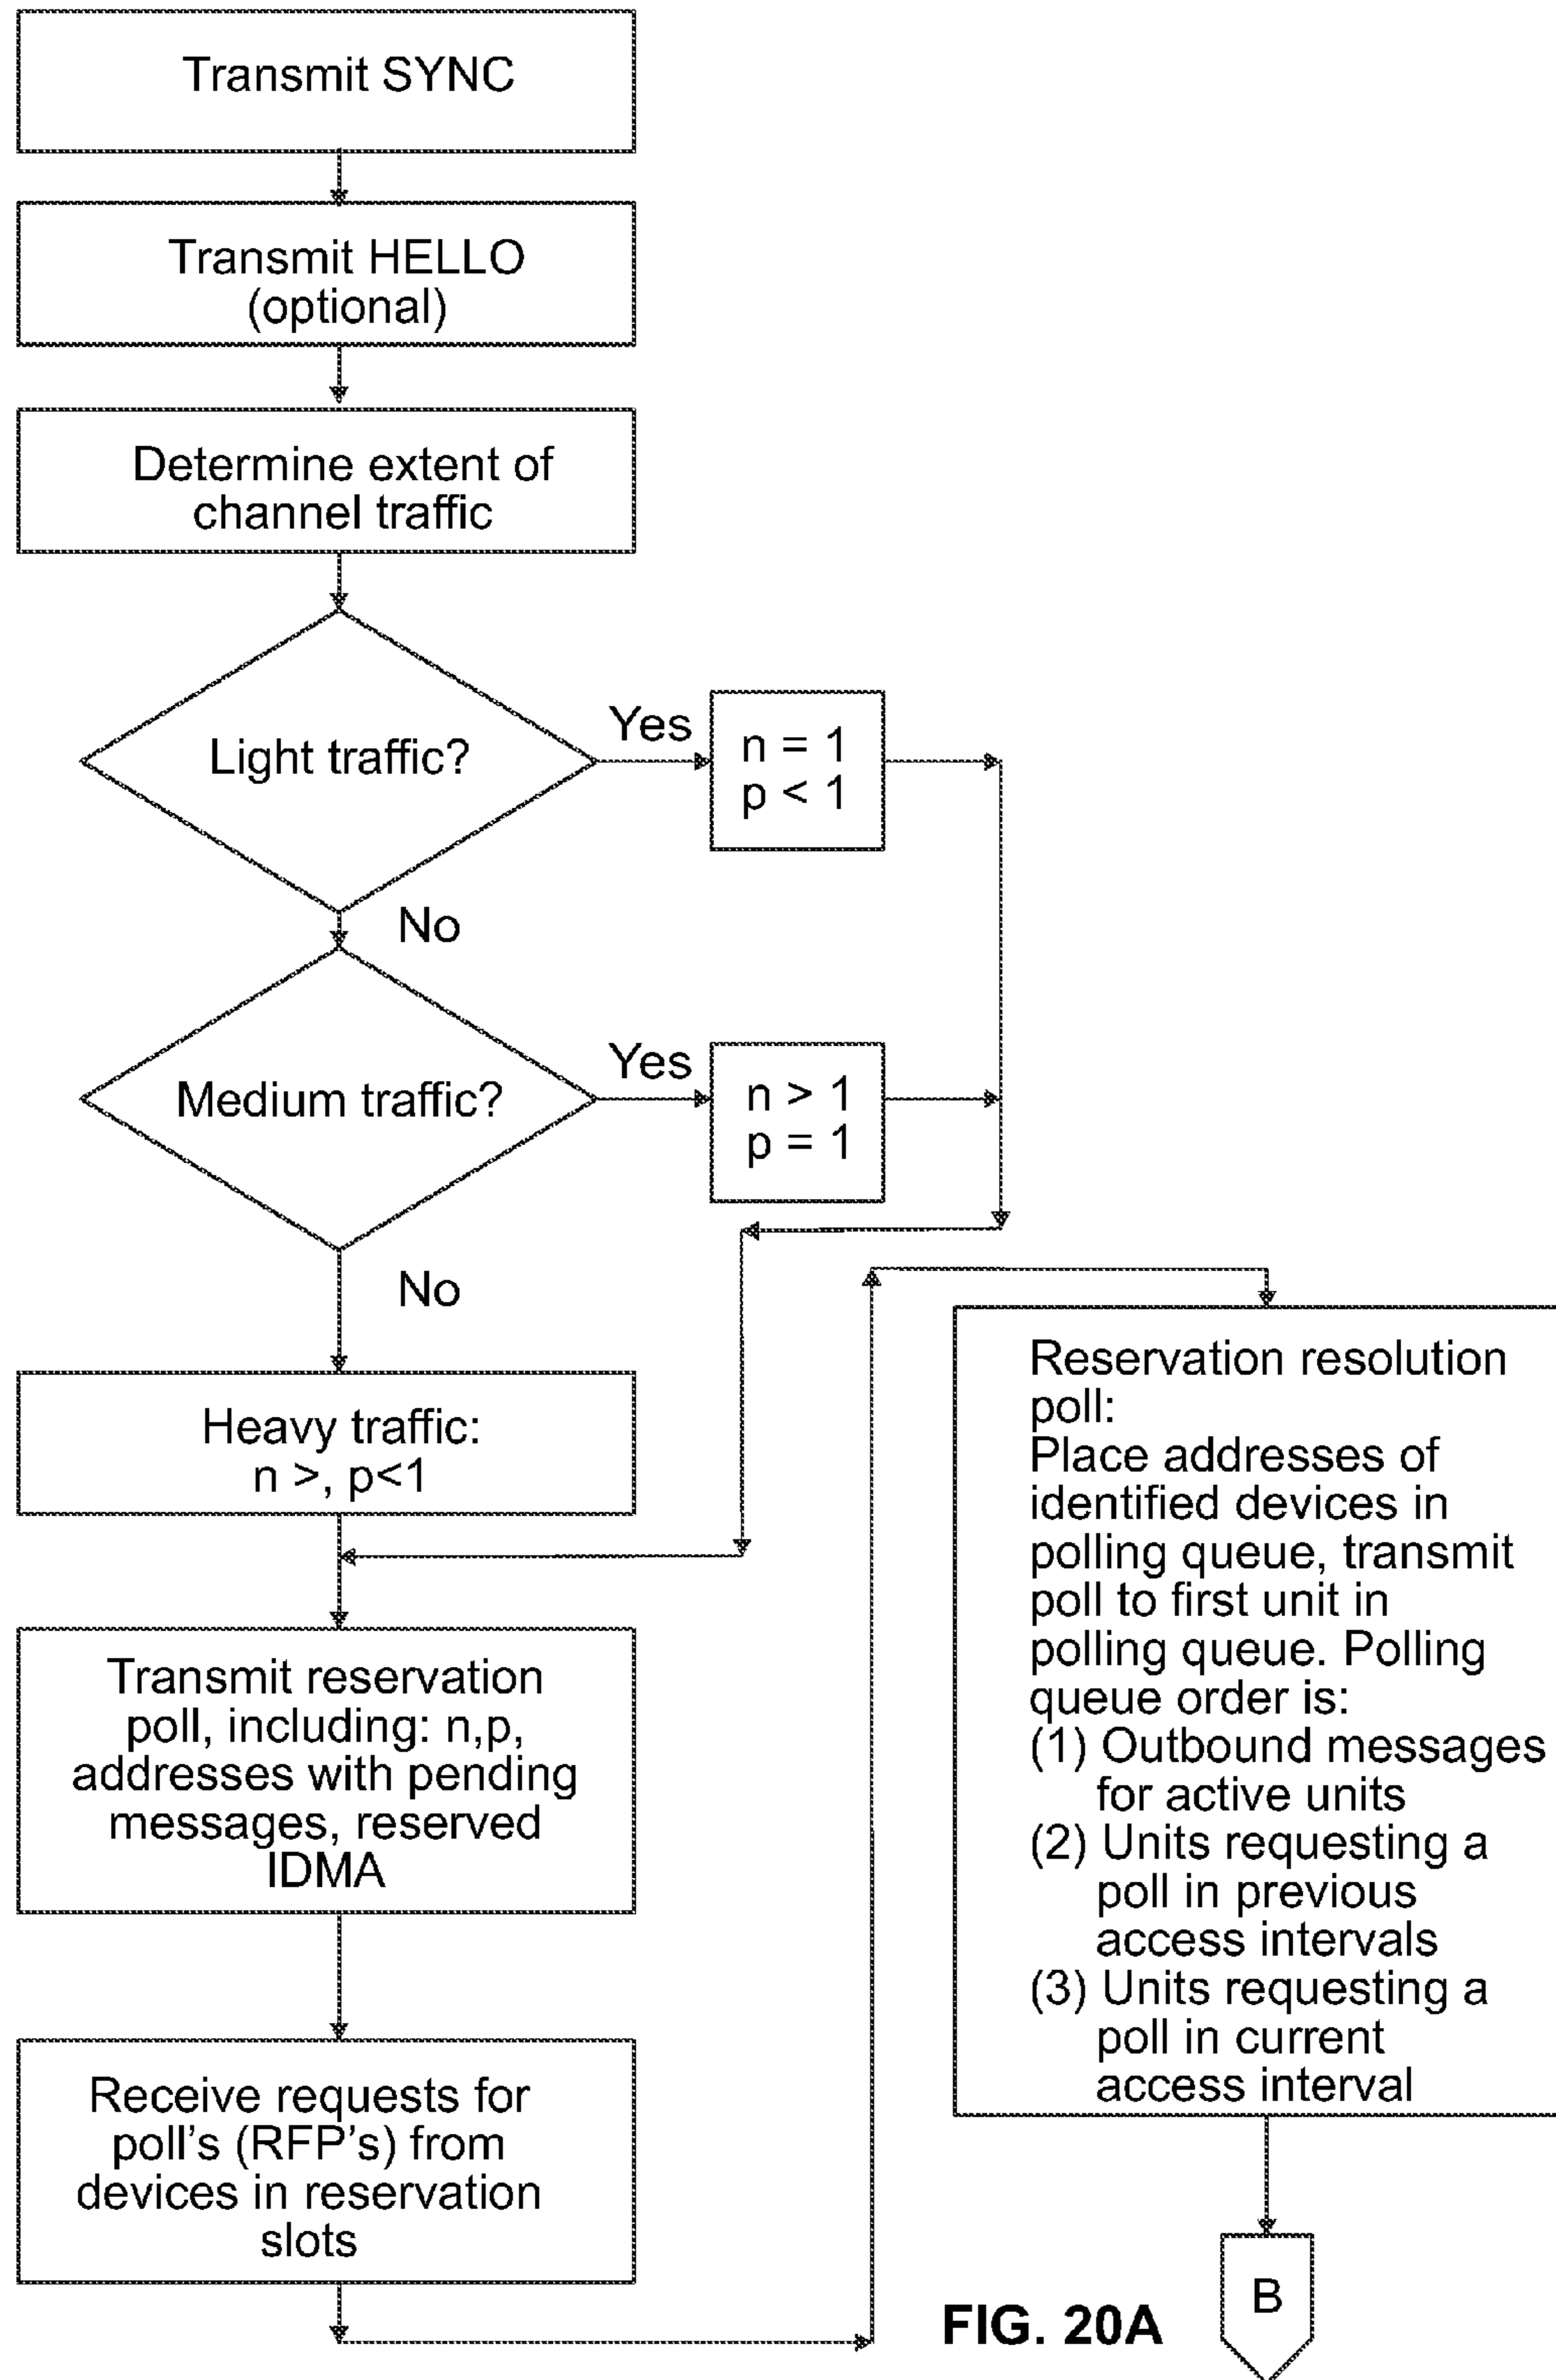 Transmit SYNC
Transmit HELLO
(optional)
Determine extent of
channel traffic
Light traffic?
Yes
n = 1
p < 1
No
Medium traffic?
Yes
n > 1
p = 1
No
Heavy traffic:
n >, p<1
Transmit reservation
poll, including: n,p,
addresses with pending
messages, reserved
IDMA
Receive requests for
poll's (RFP's) from
devices in reservation
slots
Reservation resolution
poll:
Place addresses of
identified devices in
polling queue, transmit
poll to first unit in
polling queue. Polling
queue order is:
(1) Outbound messages
for active units
(2) Units requesting a
poll in previous
access intervals
(3) Units requesting a
poll in current
access interval
B
FIG. 20A